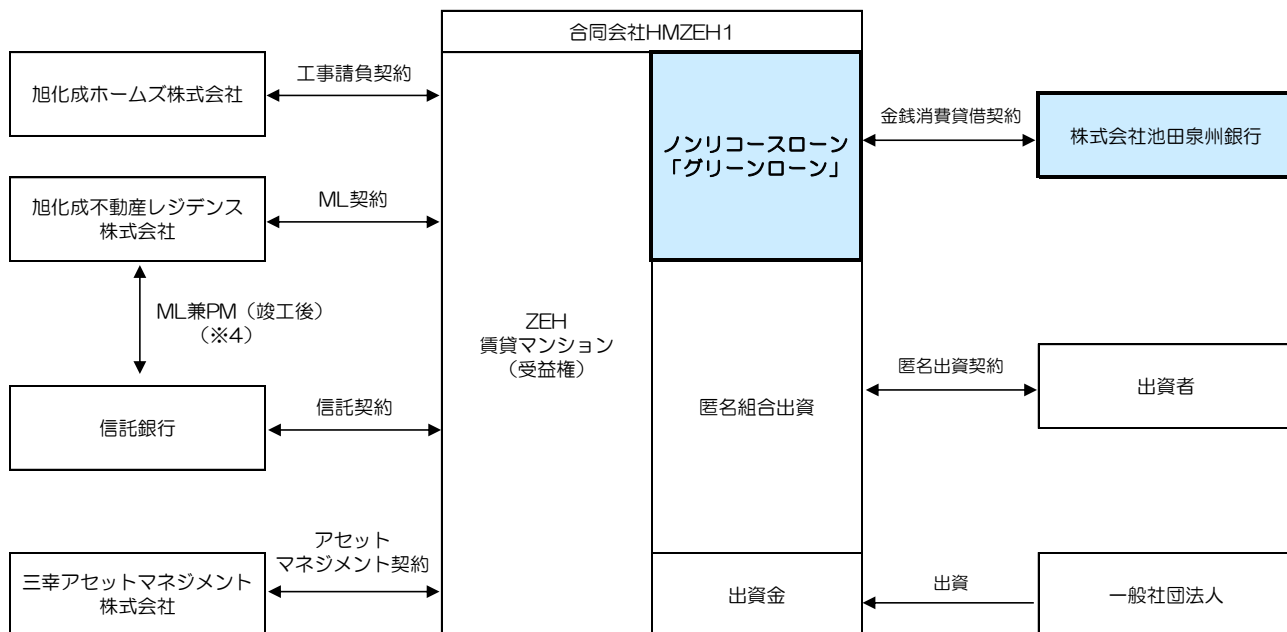 合同会社HMZEH1
旭化成ホームズ株式会社
工事請負契約
旭化成不動産レジデンス
株式会社
ML契約
ML兼PM(竣工後)
(※4)
信託銀行
信託契約
三幸アセットマネジメント
株式会社
アセット
マネジメント契約
ZEH
賃貸マンション
(受益権)
ノンリコースローン
「グリーンローン」
匿名組合出資
出資金
金銭消費貸借契約
株式会社池田泉州銀行
匿名出資契約
出資者
出資
一般社団法人